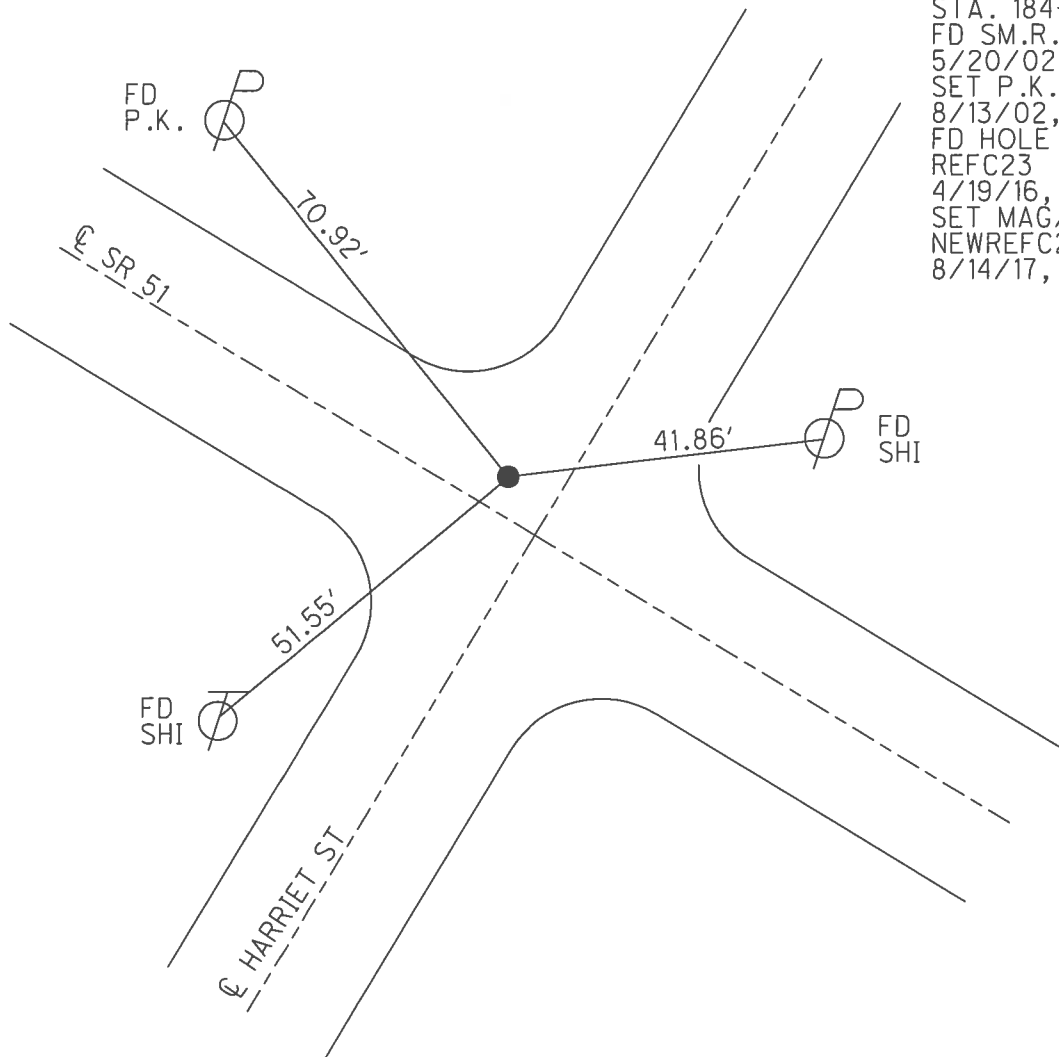 STA. 184
FD SM.R.
5/20/02
SET P.K.
8/13/02,
FD HOLE
REFC23
4/19/16,
SET MAG
NEWREFC
8/14/17,
FD
P.K.
70.92'
℄ SR 51
41.86'
FD
SHI
51.55'
FD
SHI
℄ HARRIET ST